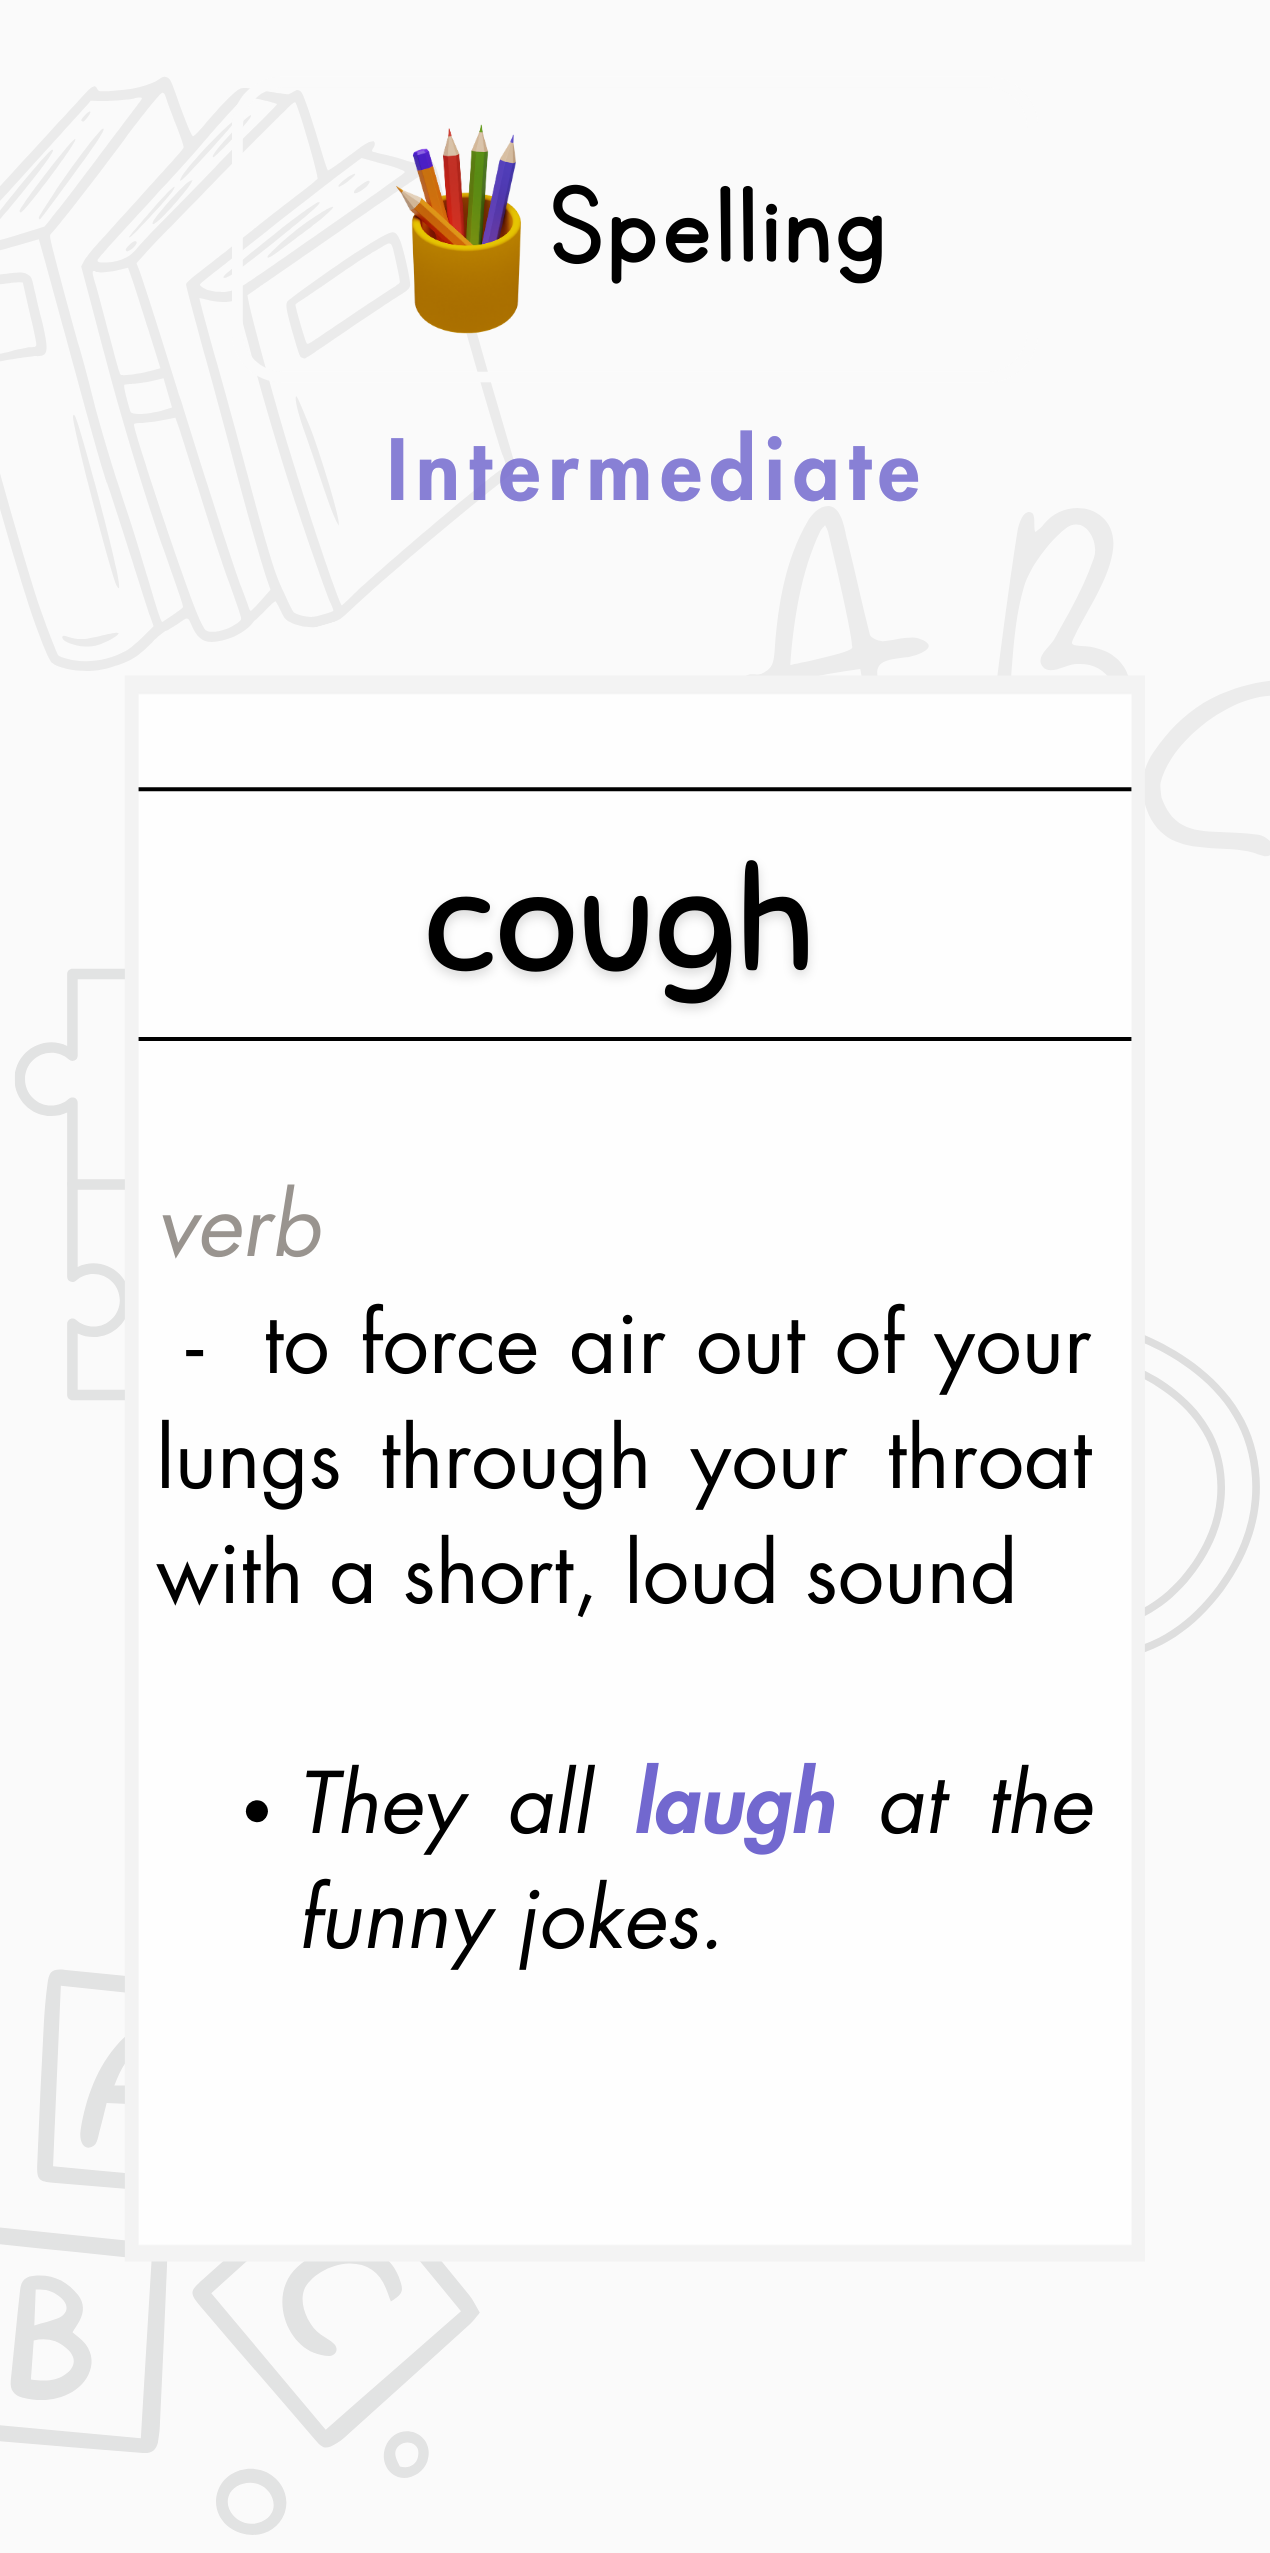 Spelling
Intermediate
A B
cough
verb
- to force air out of your
lungs through your throat
with a short, loud sound
• They all laugh at the
funny jokes.
A
B
C